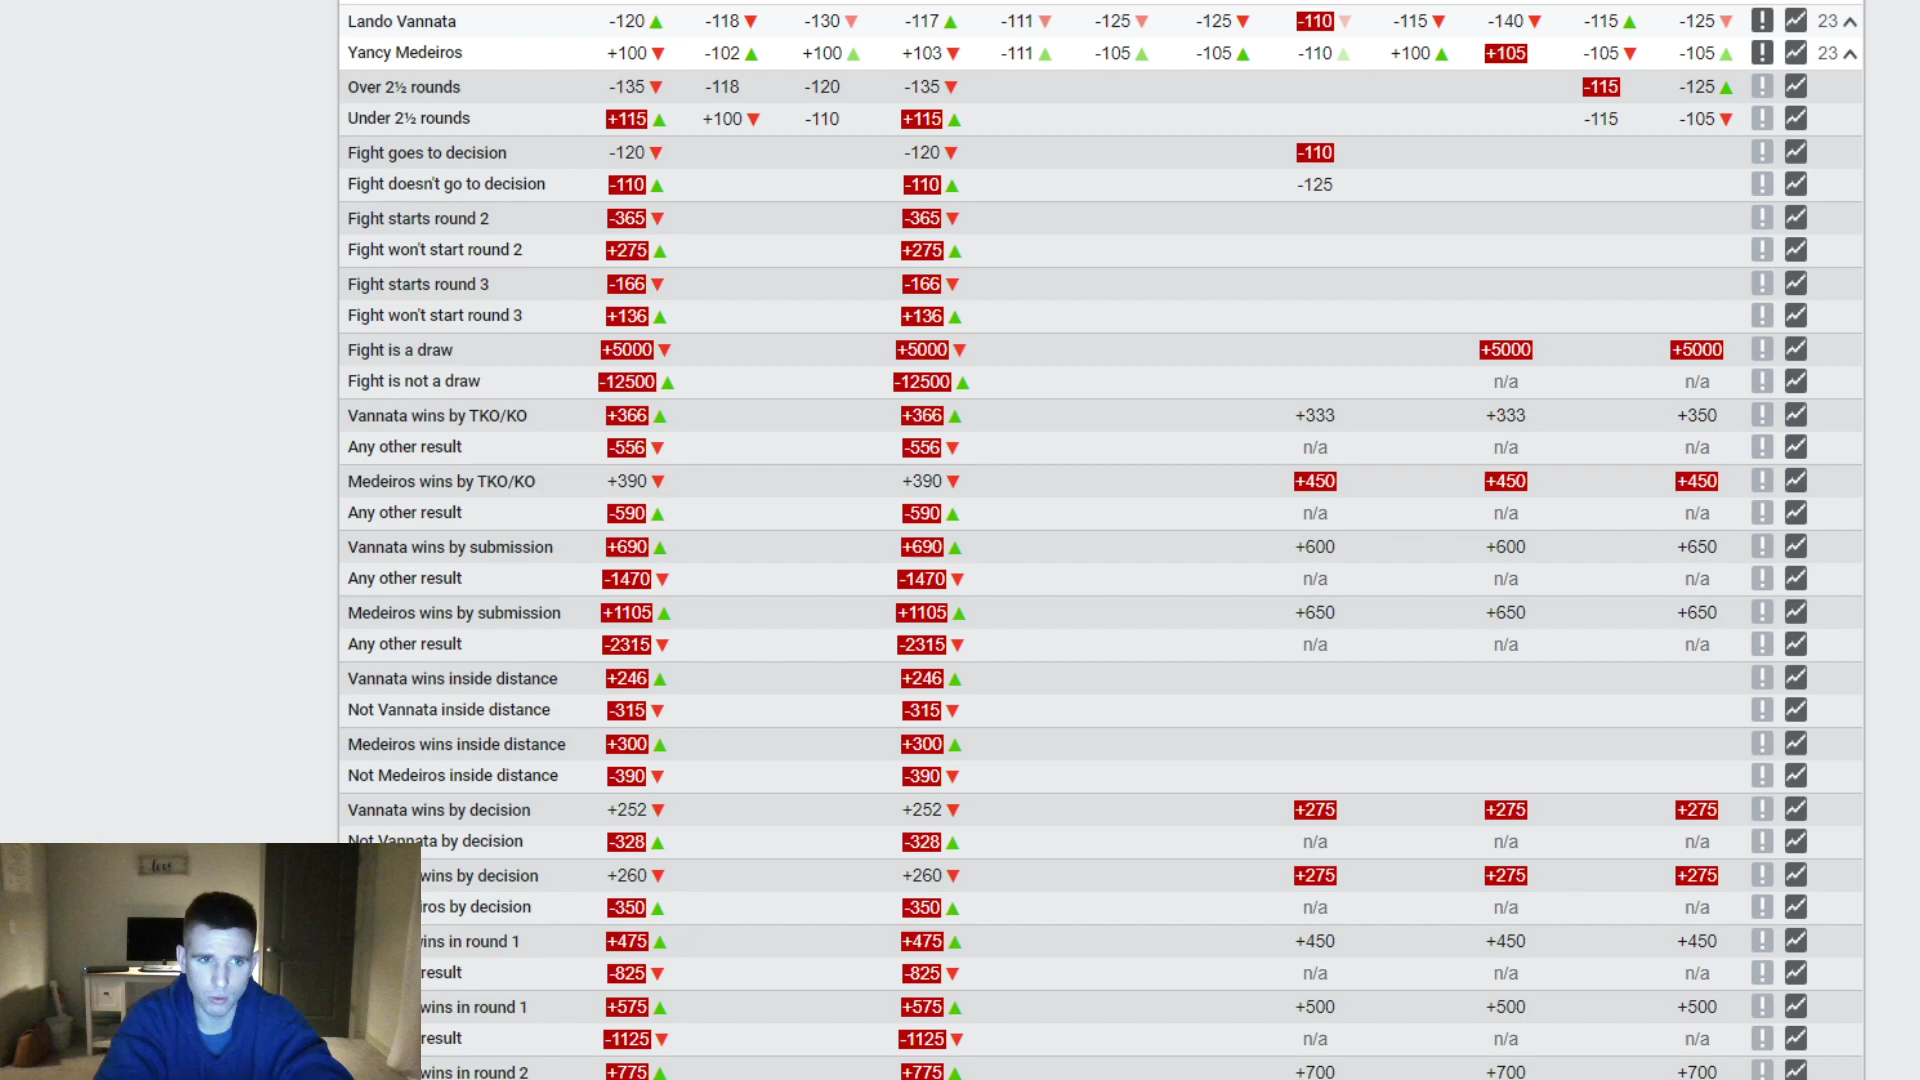 Lando Vannata -120 -118 -130 -117 -111 -125 -125 -110 -115 -140 -115 -125 23
Yancy Medeiros +100 -102 +100 +103 -111 -105 -105 -110 +100 +105 -105 -105 23
Over 2½ rounds -135 -118 -120 -135 -115 -125
Under 2½ rounds +115 +100 -110 +115 -115 -105
Fight goes to decision -120 -120 -110
Fight doesn't go to decision -110 -110 -125
Fight starts round 2 -365 -365
Fight won't start round 2 +275 +275
Fight starts round 3 -166 -166
Fight won't start round 3 +136 +136
Fight is a draw +5000 +5000 +5000 +5000
Fight is not a draw -12500 -12500 n/a n/a
Vannata wins by TKO/KO +366 +366 +333 +333 +350
Any other result -556 -556 n/a n/a n/a
Medeiros wins by TKO/KO +390 +390 +450 +450 +450
Any other result -590 -590 n/a n/a n/a
Vannata wins by submission +690 +690 +600 +600 +650
Any other result -1470 -1470 n/a n/a n/a
Medeiros wins by submission +1105 +1105 +650 +650 +650
Any other result -2315 -2315 n/a n/a n/a
Vannata wins inside distance +246 +246
Not Vannata inside distance -315 -315
Medeiros wins inside distance +300 +300
Not Medeiros inside distance -390 -390
Vannata wins by decision +252 +252 +275 +275 +275
Not Vannata by decision -328 -328 n/a n/a n/a
wins by decision +260 +260 +275 +275 +275
iros by decision -350 -350 n/a n/a n/a
wins in round 1 +475 +475 +450 +450 +450
result -825 -825 n/a n/a n/a
wins in round 1 +575 +575 +500 +500 +500
result -1125 -1125 n/a n/a n/a
wins in round 2 +775 +775 +700 +700 +700
love